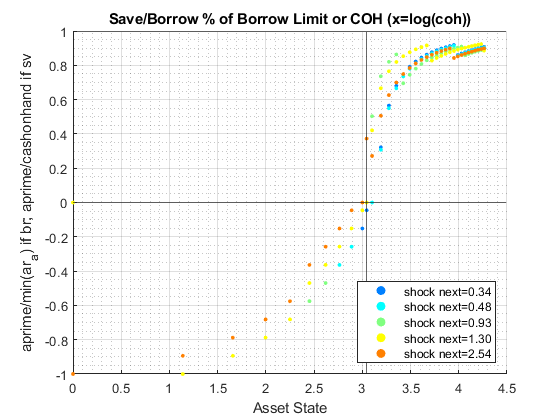 Save/Borrow % of Borrow Limit or COH (x=log(coh))
aprime/min(ar_a) if br; aprime/cashonhand if sv
1
0.8
0.6
0.4
0.2
0
-0.2
-0.4
-0.6
-0.8
-1
shock next=0.34
shock next=0.48
shock next=0.93
shock next=1.30
shock next=2.54
0 0.5 1 1.5 2 2.5 3 3.5 4 4.5
Asset State